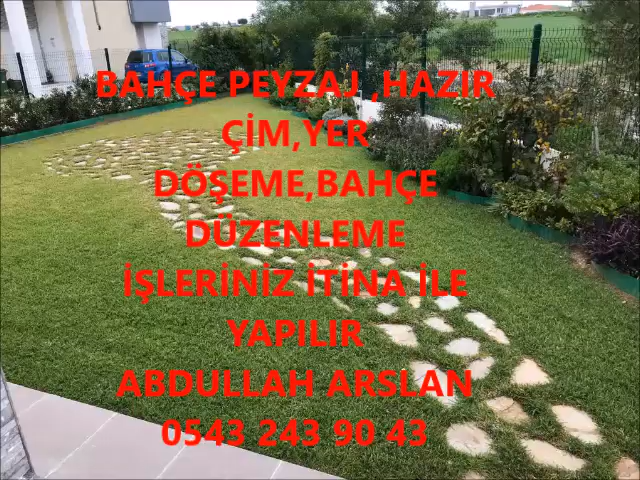 BAHÇE PEYZAJ ,HAZIR
ÇİM,YER
DÖŞEME,BAHÇE
DÜZENLEME
İŞLERİNİZ İTİNA İLE
YAPILIR
ABDULLAH ARSLAN
0543 243 90 43